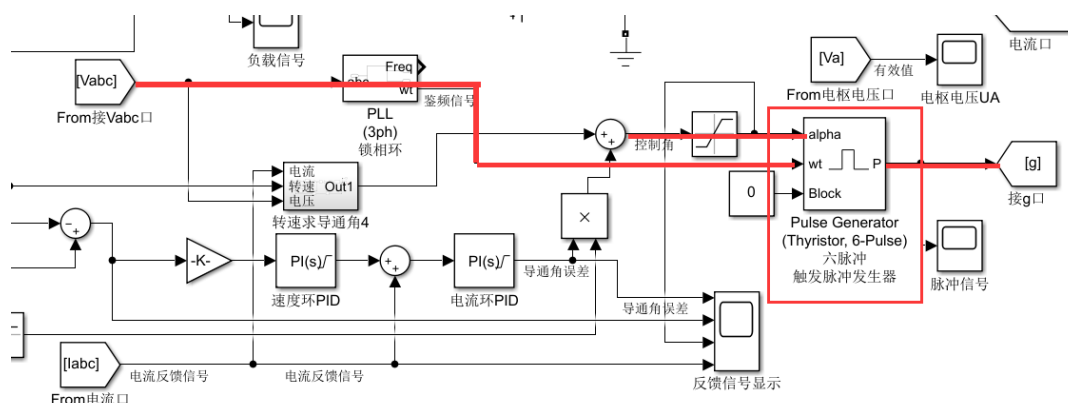 负载信号
电流口
[Vabc]
From接Vabc口
Freq
wt
鉴频信号
PLL
(3ph)
锁相环
[Va]
有效值
From电枢电压口
电枢电压UA
控制角
alpha
wt
P
Block
0
[g]
接g口
Pulse Generator
(Thyristor, 6-Pulse)
六脉冲
触发脉冲发生器
脉冲信号
电流
转速
电压
Out1
转速求导通角4
-K-
PI(s)
速度环PID
PI(s)
电流环PID
导通角误差
导通角误差
反馈信号显示
[Iabc]
电流反馈信号
电流反馈信号
From电流口